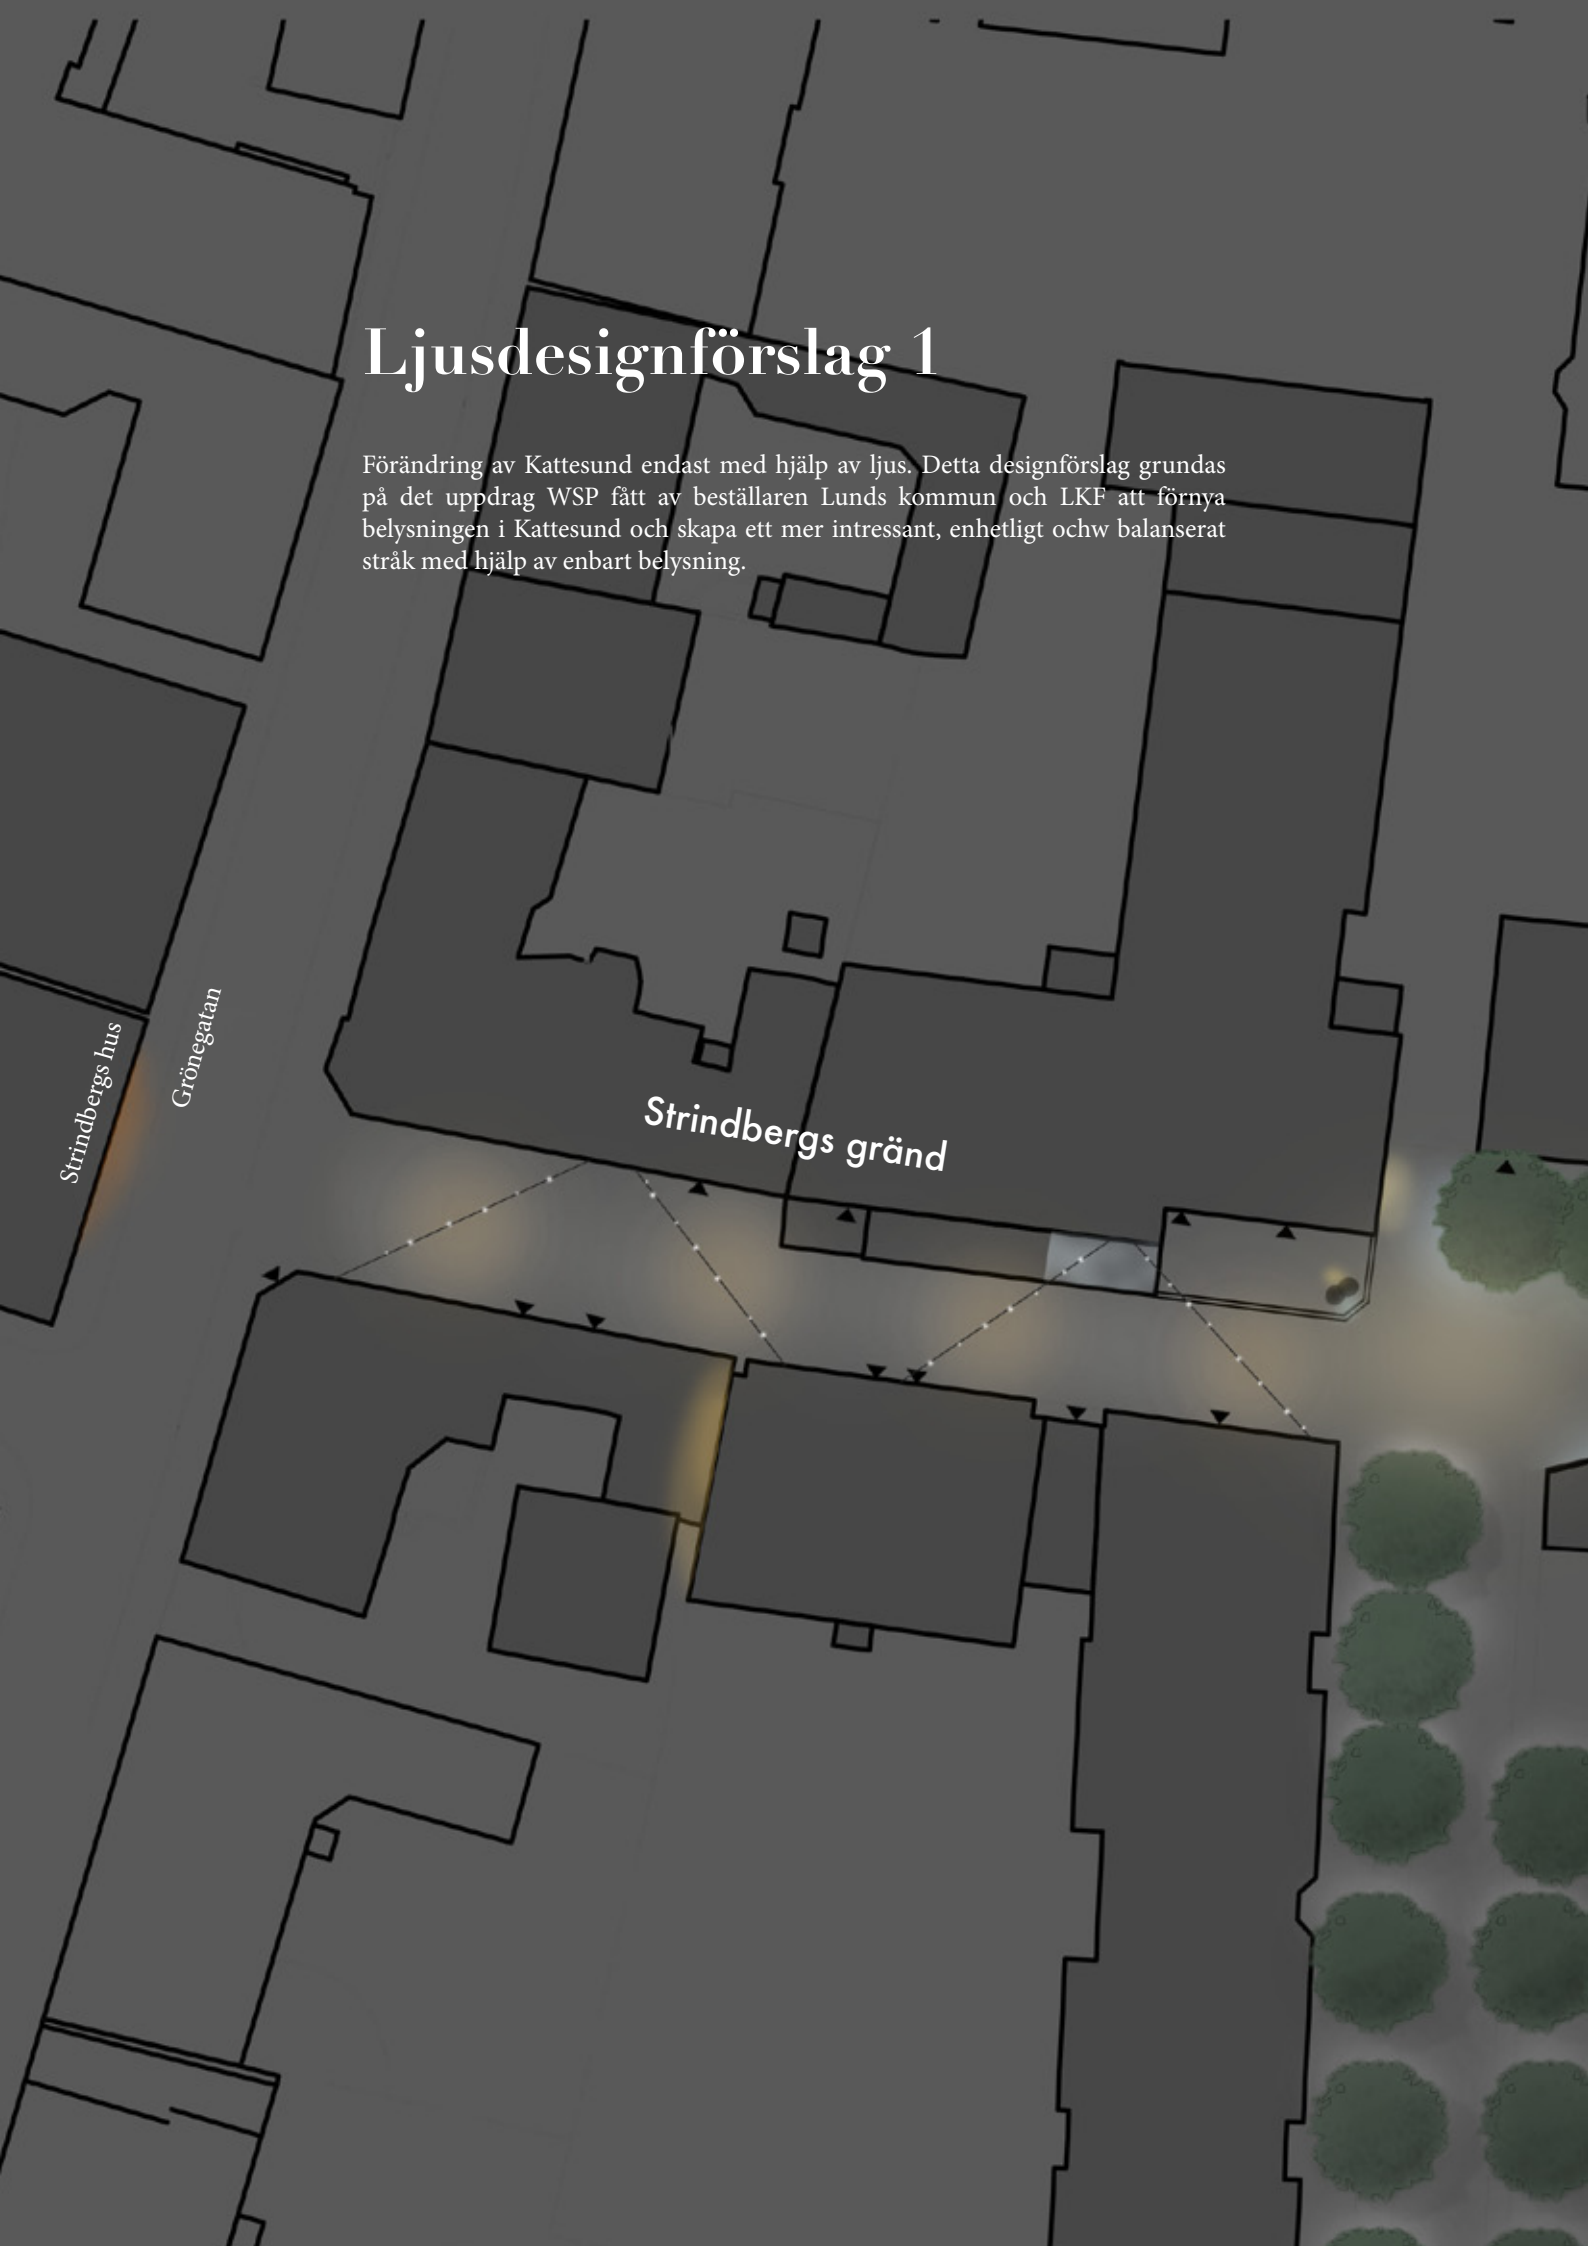 Ljusdesignförslag 1
Förändring av Kattesund endast med hjälp av ljus. Detta designförslag grundas
på det uppdrag WSP fått av beställaren Lunds kommun och LKF att förnya
belysningen i Kattesund och skapa ett mer intressant, enhetligt ochw balanserat
stråk med hjälp av enbart belysning.
Strindbergs hus
Grönegatan
Strindbergs gränd